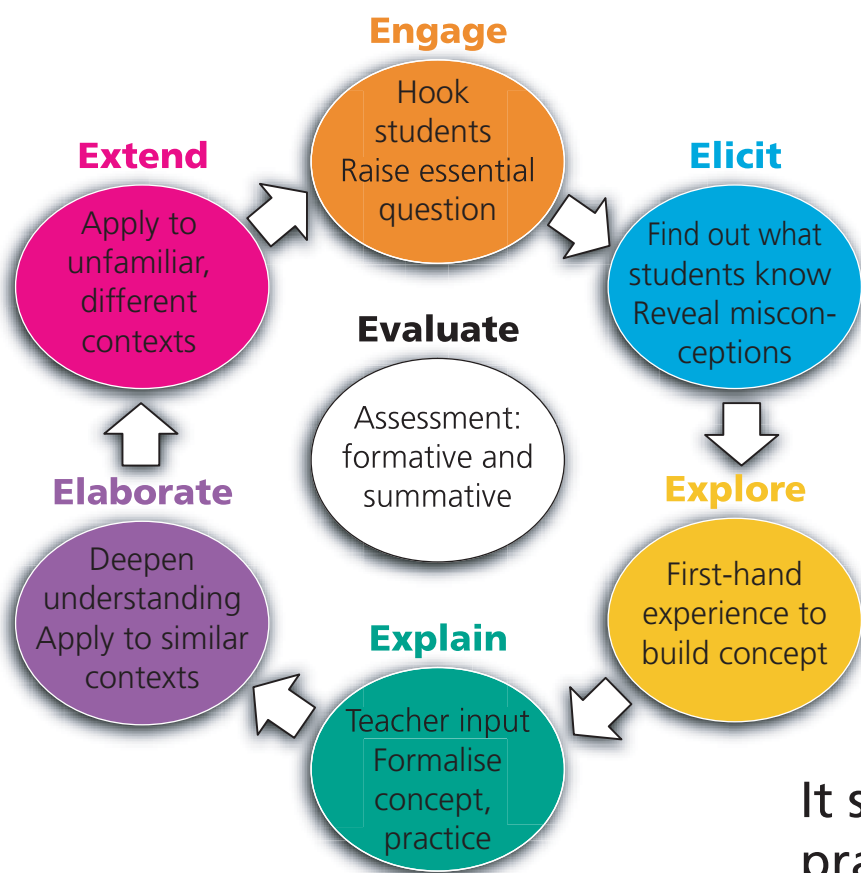 Engage
Hook
students
Raise essential
question
Elicit
Find out what
students know
Reveal miscon-
ceptions
Explore
First-hand
experience to
build concept
Explain
Teacher input
Formalise
concept,
practice
Elaborate
Deepen
understanding
Apply to similar
contexts
Extend
Apply to
unfamiliar,
different
contexts
Evaluate
Assessment:
formative and
summative
It s
pra